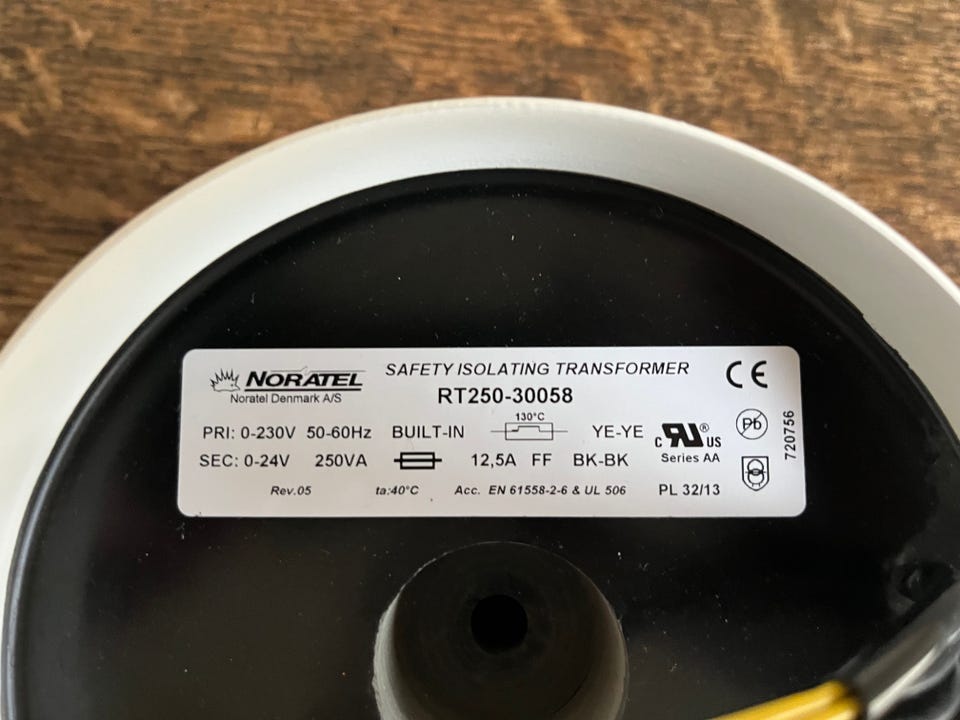 NORATEL
Noratel Denmark A/S
SAFETY ISOLATING TRANSFORMER
RT250-30058
CE
PRI: 0-230V 50-60Hz BUILT-IN 130°C YE-YE
SEC: 0-24V 250VA 12,5A FF BK-BK
c RU® US
Series AA
Pb
720756
Rev.05 ta:40°C Acc. EN 61558-2-6 & UL 506 PL 32/13